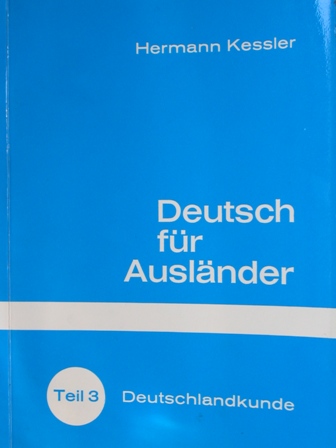 Hermann Kessler
Deutsch
für
Ausländer
Teil 3
Deutschlandkunde